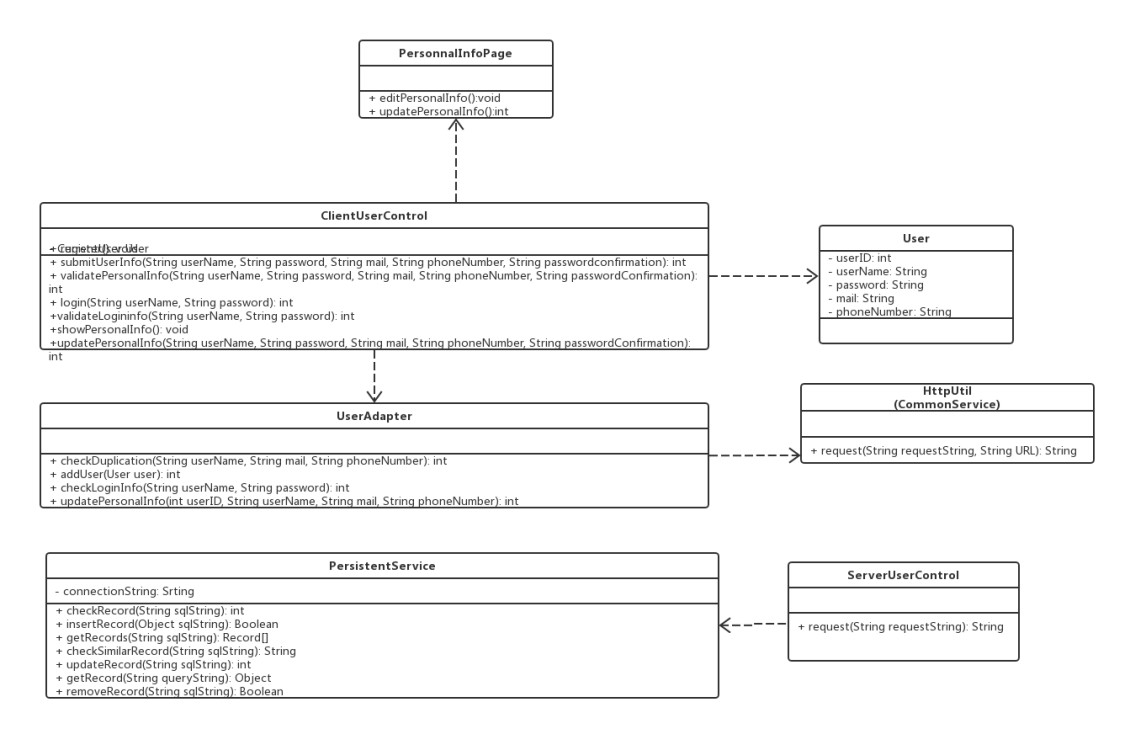 PersonnalInfoPage
+ editPersonalInfo():void
+ updatePersonalInfo():int
ClientUserControl
+ submitUserInfo(String userName, String password, String mail, String phoneNumber, String passwordconfirmation): int
+ validatePersonalInfo(String userName, String password, String mail, String phoneNumber, String passwordConfirmation):
int
+ login(String userName, String password): int
+validateLogininfo(String userName, String password): int
+showPersonalInfo(): void
+updatePersonalInfo(String userName, String password, String mail, String phoneNumber, String passwordConfirmation):
int
User
- userID: int
- userName: String
- password: String
- mail: String
- phoneNumber: String
UserAdapter
+ checkDuplication(String userName, String mail, String phoneNumber): int
+ addUser(User user): int
+ checkLoginInfo(String userName, String password): int
+ updatePersonalInfo(int userID, String userName, String mail, String phoneNumber): int
HttpUtil
(CommonService)
+ request(String requestString, String URL): String
PersistentService
- connectionString: Srting
+ checkRecord(String sqlString): int
+ insertRecord(Object sqlString): Boolean
+ getRecords(String sqlString): Record[]
+ checkSimilarRecord(String sqlString): String
+ updateRecord(String sqlString): int
+ getRecord(String queryString): Object
+ removeRecord(String sqlString): Boolean
ServerUserControl
+ request(String requestString): String